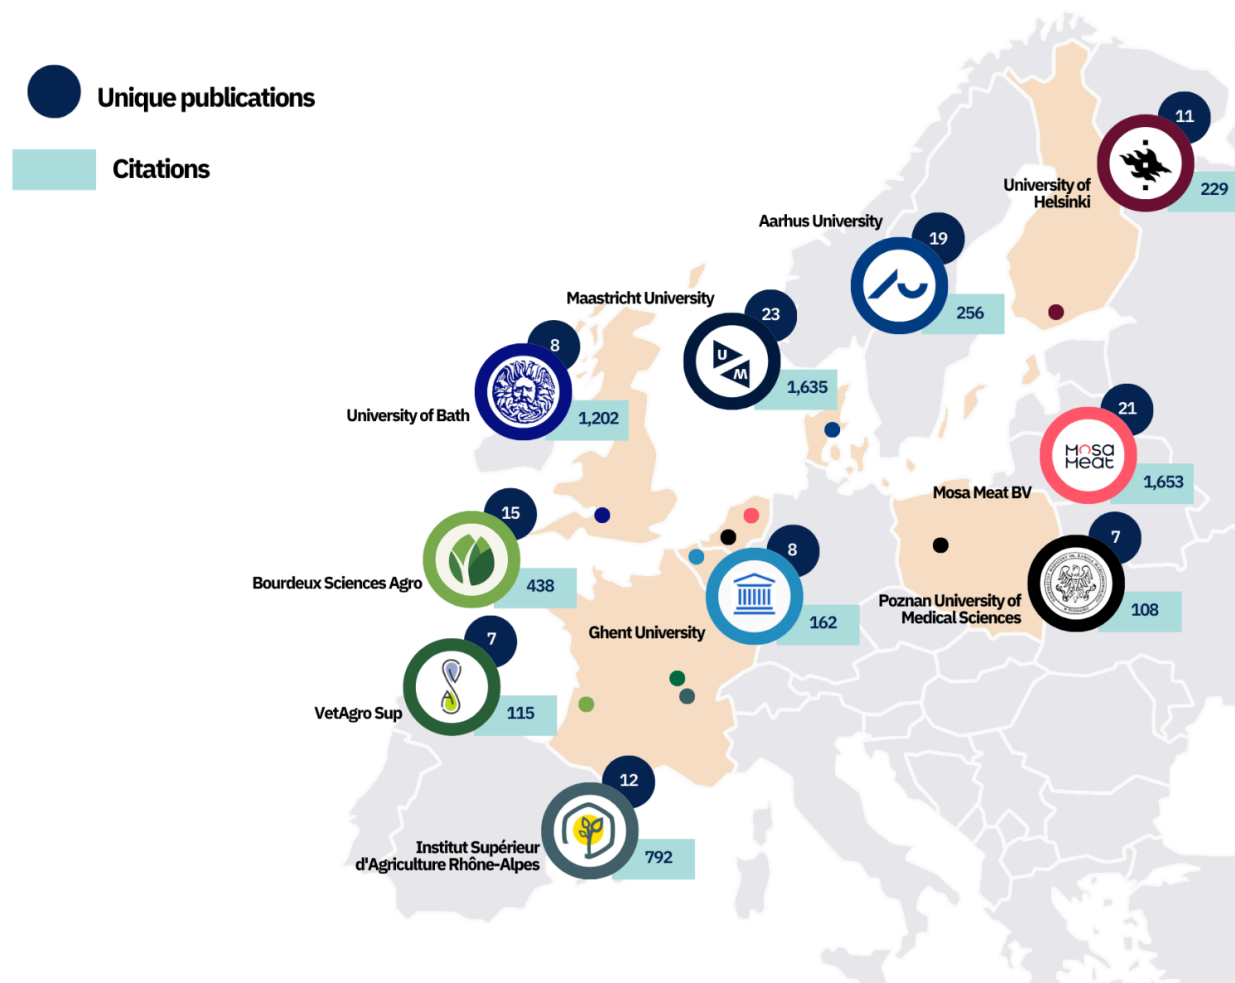 Unique publications
Citations
11
University of
Helsinki
229
Aarhus University
19
256
Maastricht University
23
U
M
1,635
8
University of Bath
1,202
21
Mosa
Meat
Mosa Meat BV
1,653
15
Bourdeux Sciences Agro
438
8
Ghent University
162
7
Poznan University of
Medical Sciences
108
7
VetAgro Sup
115
12
Institut Supérieur
d'Agriculture Rhône-Alpes
792